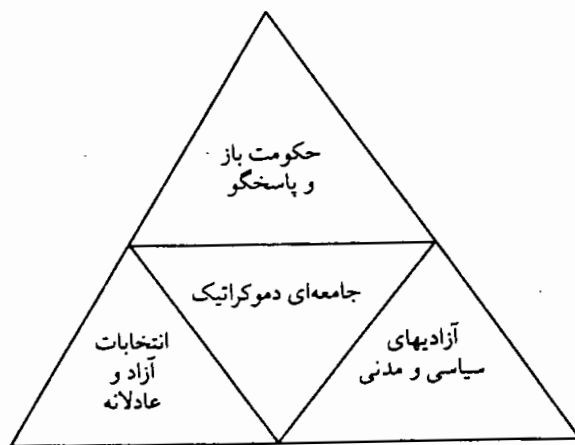 حکومت باز
و پاسخگو
جامعه‌ای دموکراتیک
آزادیهای
سیاسی و مدنی
انتخابات
آزاد و
عادلانه